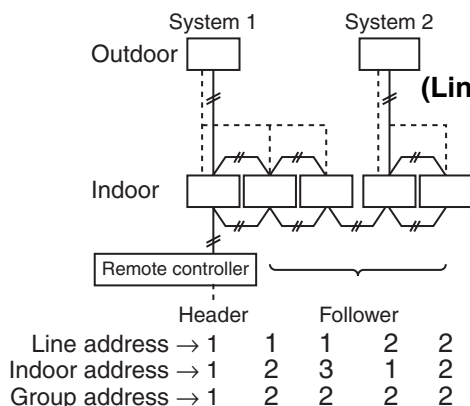 System 1 System 2
Outdoor
(Lin
Indoor
Remote controller
Header Follower
Line address → 1 1 1 2 2
Indoor address → 1 2 3 1 2
Group address → 1 2 2 2 2